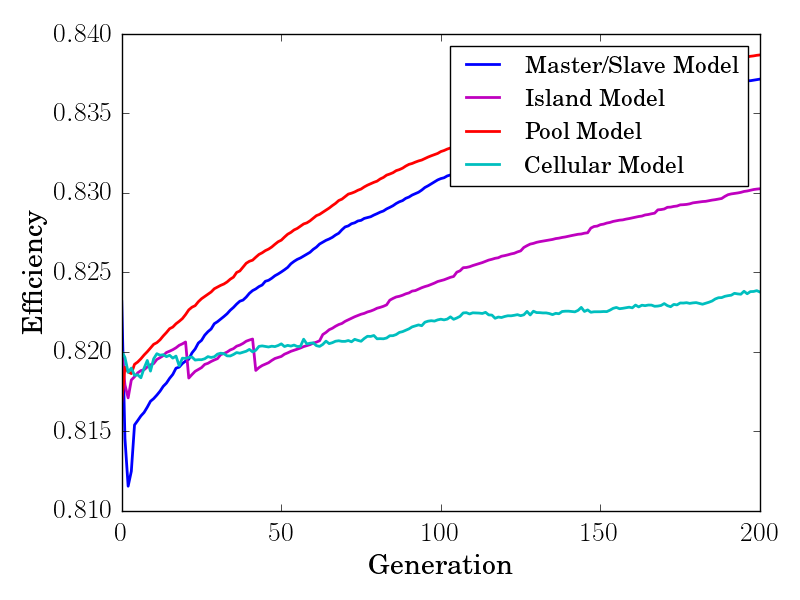 0.840
0.835
0.830
0.825
0.820
0.815
0.810
Efficiency
Master/Slave Model
Island Model
Pool Model
Cellular Model
0
50
100
150
200
Generation